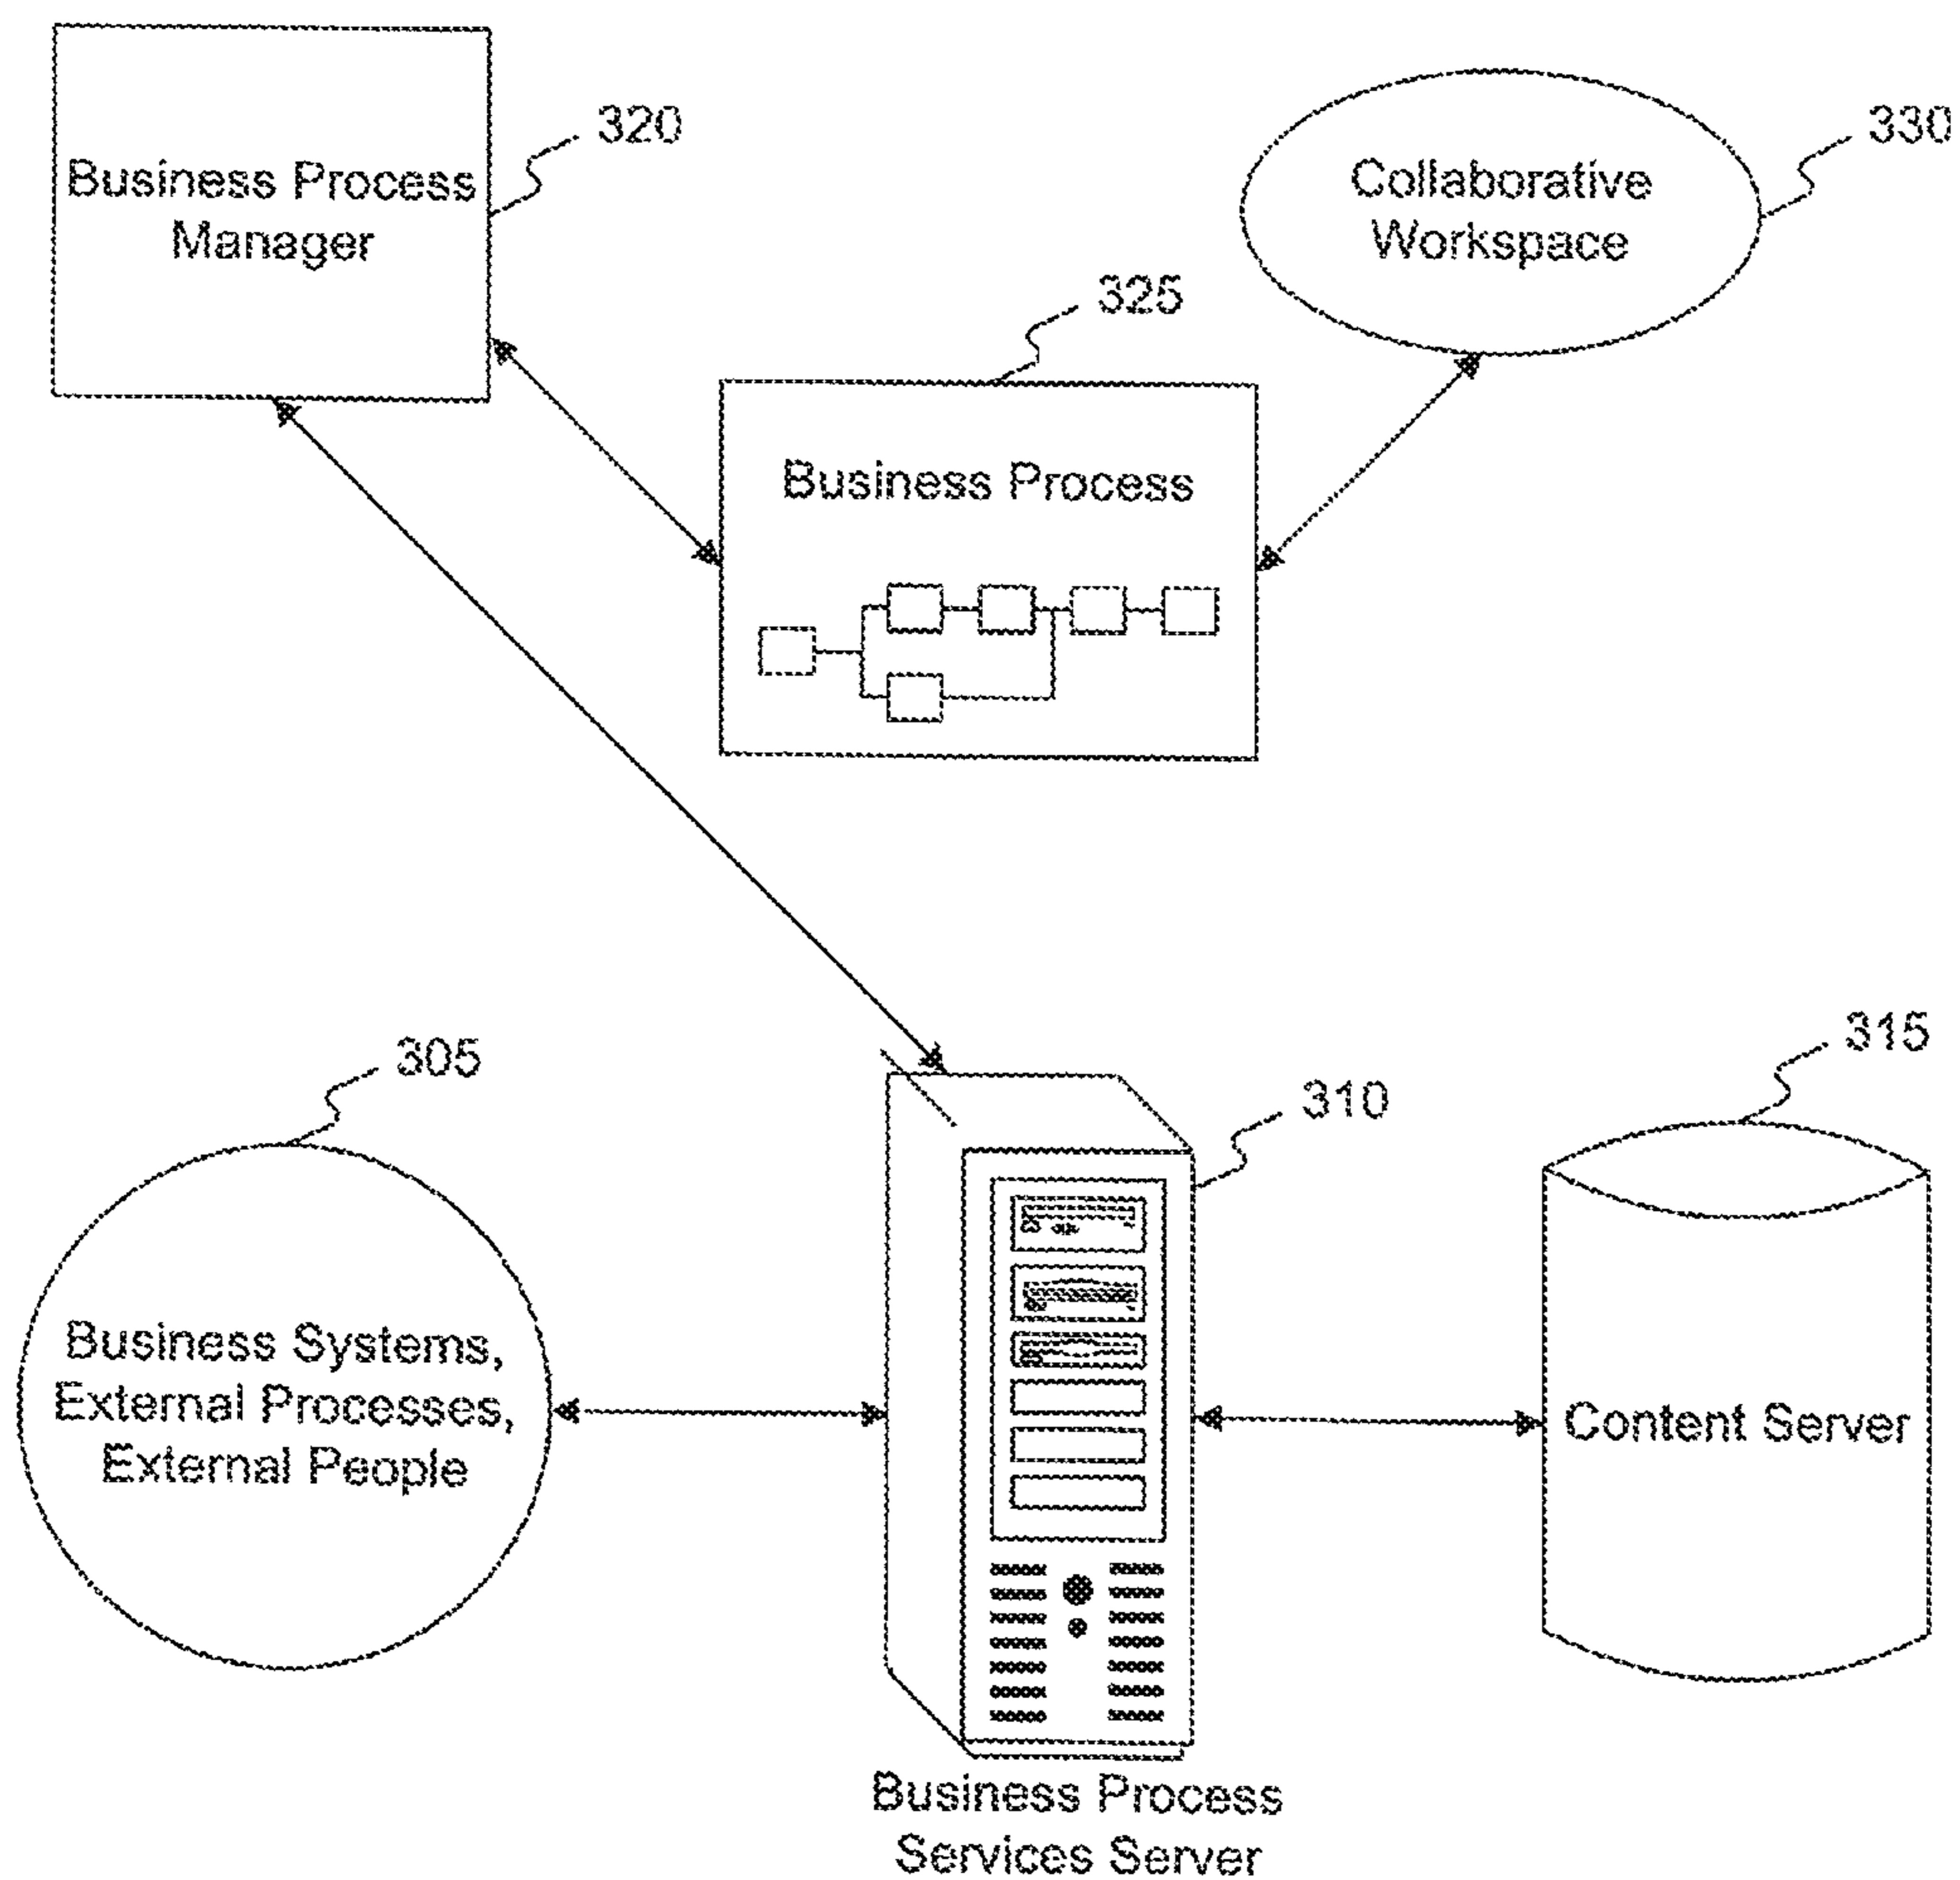 320
Business Process
Manager
330
Collaborative
Workspace
325
Business Process
305
Business Systems,
External Processes,
External People
310
Business Process
Services Server
315
Content Server